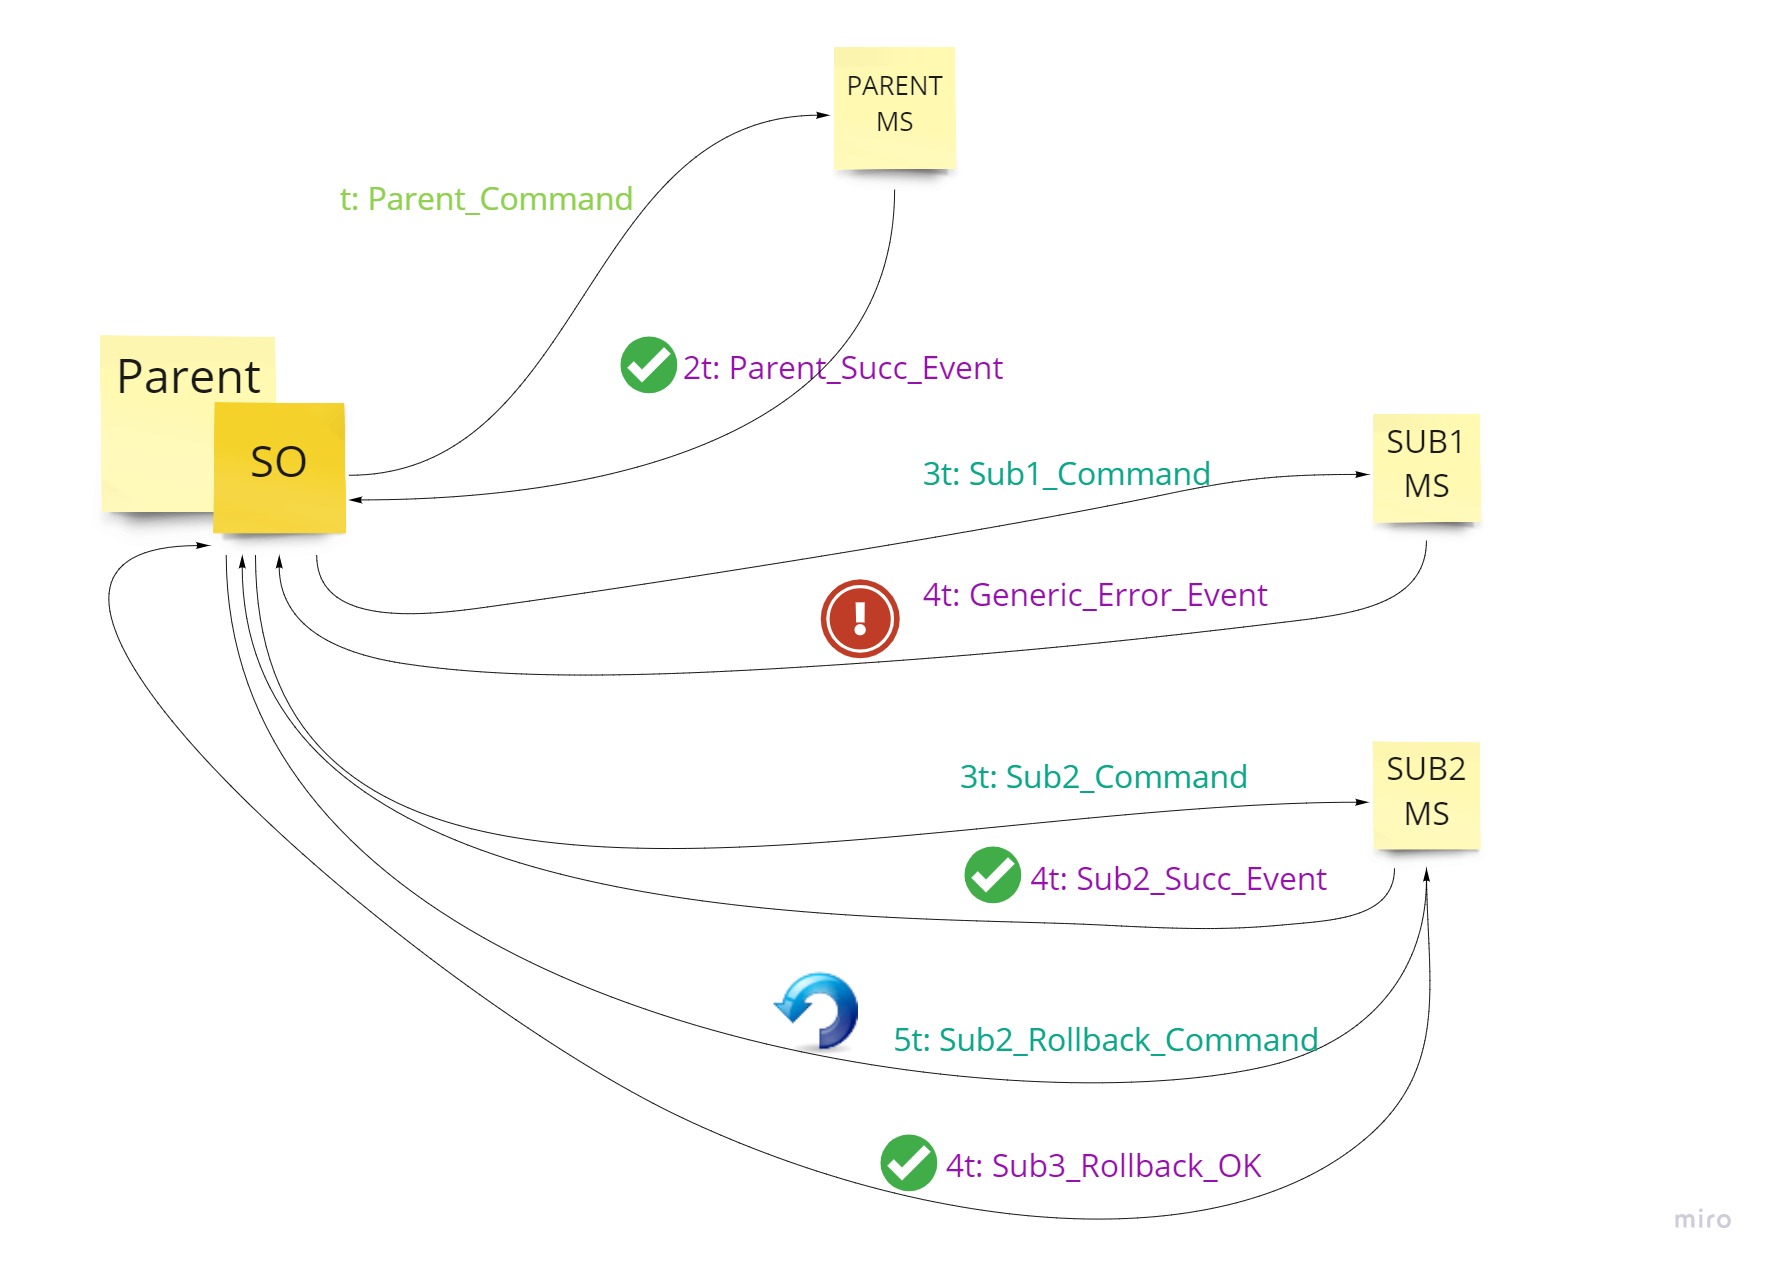 PARENT
MS
t: Parent_Command
Parent
2t: Parent_Succ_Event
SO
3t: Sub1_Command
SUB1
MS
4t: Generic_Error_Event
3t: Sub2_Command
SUB2
MS
4t: Sub2_Succ_Event
5t: Sub2_Rollback_Command
4t: Sub3_Rollback_OK
miro